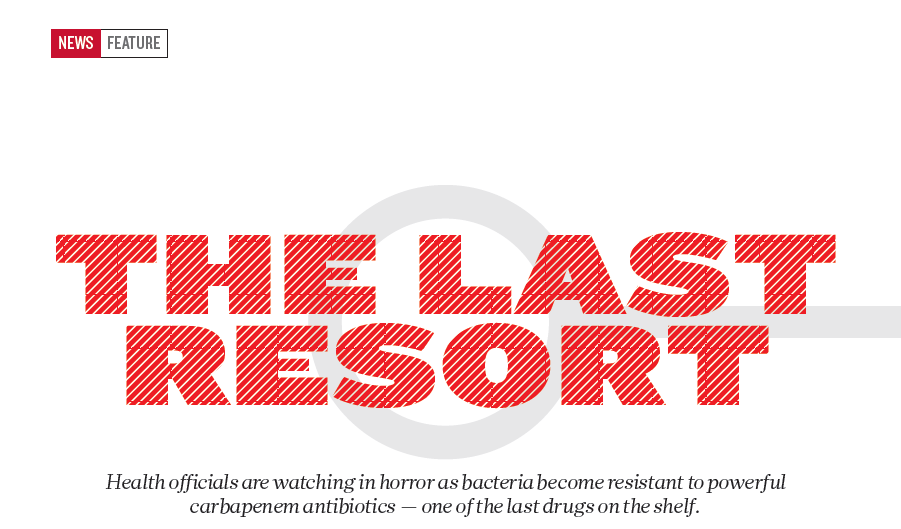 NEWS FEATURE
THE LAST
RESORT
Health officials are watching in horror as bacteria become resistant to powerful
carbapenem antibiotics — one of the last drugs on the shelf.